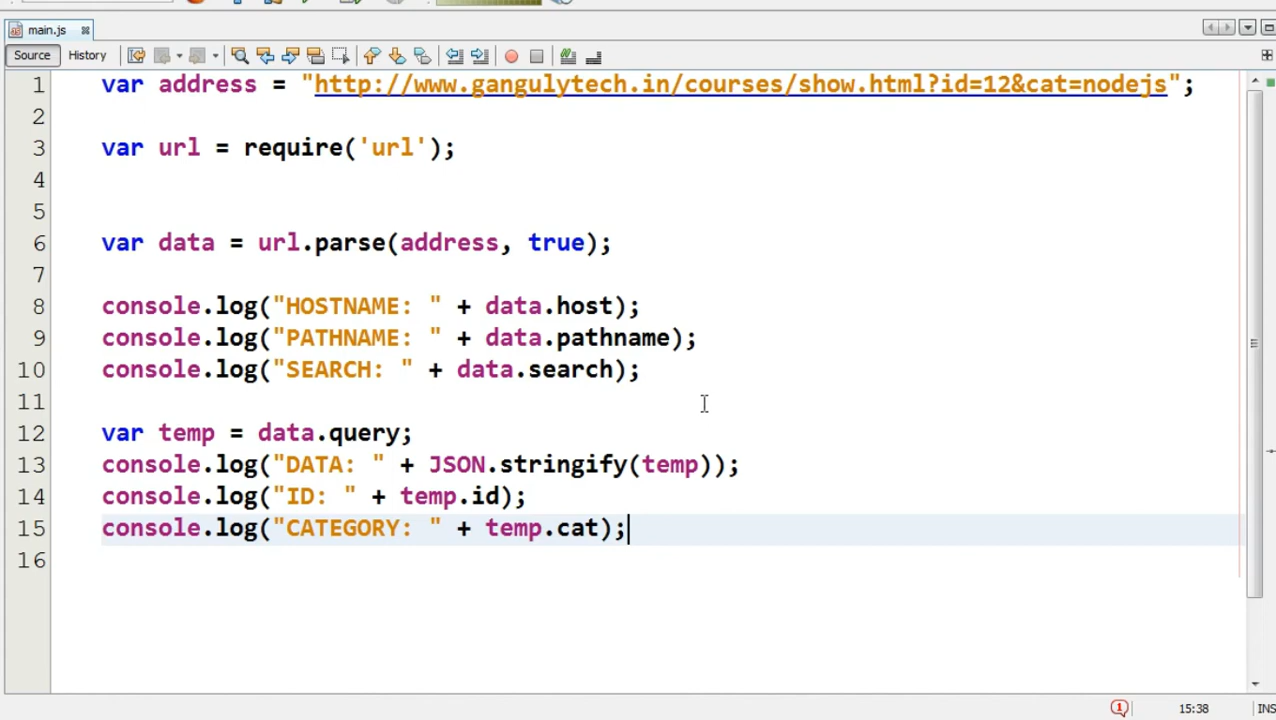 main.js
Source History
1 var address = "http://www.gangulytech.in/courses/show.html?id=12&cat=nodejs";
2
3 var url = require('url');
4
5
6 var data = url.parse(address, true);
7
8 console.log("HOSTNAME: " + data.host);
9 console.log("PATHNAME: " + data.pathname);
10 console.log("SEARCH: " + data.search);
11
12 var temp = data.query;
13 console.log("DATA: " + JSON.stringify(temp));
14 console.log("ID: " + temp.id);
15 console.log("CATEGORY: " + temp.cat);
16
1 15:38 INS